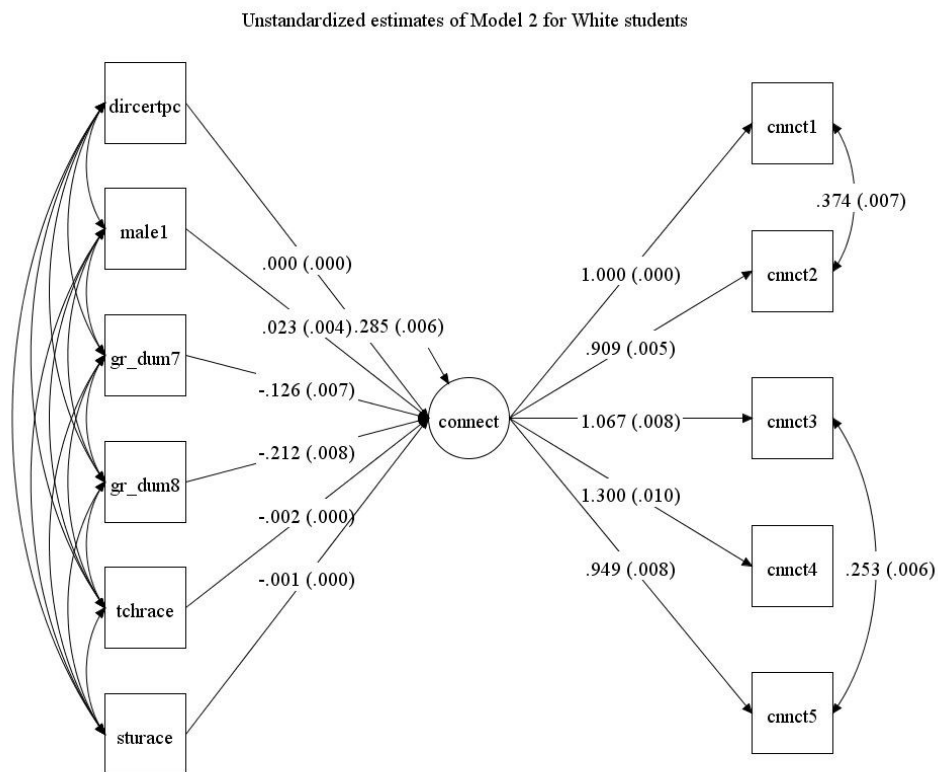 Unstandardized estimates of Model 2 for White students
dircertpc
male1
gr_dum7
gr_dum8
tchrace
sturace
.000 (.000)
.023 (.004)
.285 (.006)
-.126 (.007)
-.212 (.008)
-.002 (.000)
-.001 (.000)
connect
1.000 (.000)
.909 (.005)
1.067 (.008)
1.300 (.010)
.949 (.008)
cnnct1
cnnct2
cnnct3
cnnct4
cnnct5
.374 (.007)
.253 (.006)